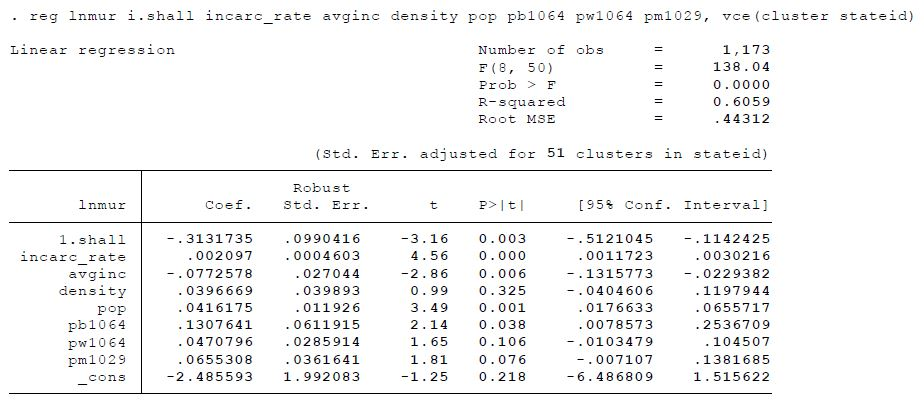 . reg lnmur i.shall incarc_rate avginc density pop pb1064 pw1064 pm1029, vce(cluster stateid)
Linear regression Number of obs = 1,173
F(8, 50) = 138.04
Prob > F = 0.0000
R-squared = 0.6059
Root MSE = .44312
(Std. Err. adjusted for 51 clusters in stateid)
Robust
lnmur Coef. Std. Err. t P>|t| [95% Conf. Interval]
1.shall -.3131735 .0990416 -3.16 0.003 -.5121045 -.1142425
incarc_rate .002097 .0004603 4.56 0.000 .0011723 .0030216
avginc -.0772578 .027044 -2.86 0.006 -.1315773 -.0229382
density .0396669 .039893 0.99 0.325 -.0404606 .1197944
pop .0416175 .011926 3.49 0.001 .0176633 .0655717
pb1064 .1307641 .0611915 2.14 0.038 .0078573 .2536709
pw1064 .0470796 .0285914 1.65 0.106 -.0103479 .104507
pm1029 .0655308 .0361641 1.81 0.076 -.007107 .1381685
_cons -2.485593 1.992083 -1.25 0.218 -6.486809 1.515622